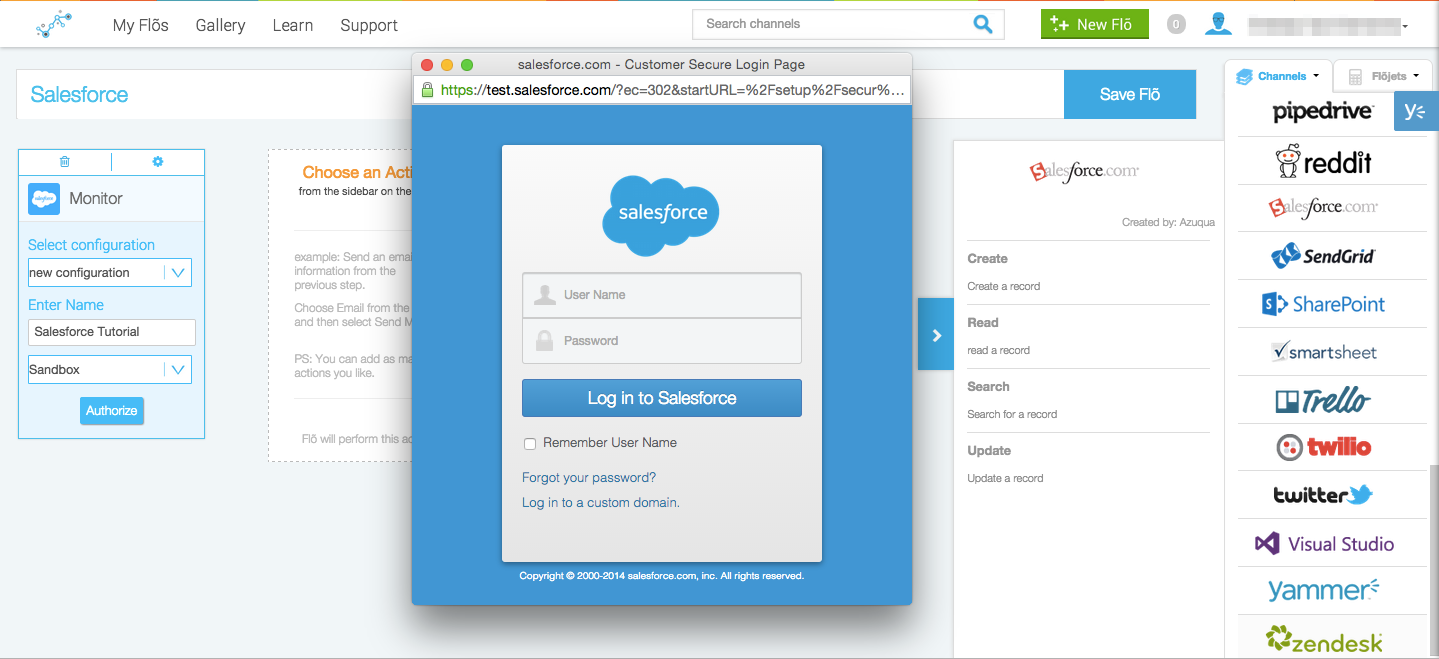 My Flōs
Gallery
Learn
Support
Search channels
New Flō
0
salesforce.com - Customer Secure Login Page
https://test.salesforce.com/?ec=302&startURL=%2Fsetup%2Fsecur%...
Salesforce
Save Flō
Channels
Flōjets
Monitor
Select configuration
new configuration
Enter Name
Salesforce Tutorial
Sandbox
Authorize
Choose an Acti
from the sidebar on the
example: Send an emai
information from the
previous step.
Choose Email from the
and then select Send M
PS: You can add as ma
actions you like.
Flō will perform this ac
salesforce
User Name
Password
Log in to Salesforce
Remember User Name
Forgot your password?
Log in to a custom domain.
Copyright © 2000-2014 salesforce.com, inc. All rights reserved.
Salesforce.com
Created by: Azuqua
Create
Create a record
Read
read a record
Search
Search for a record
Update
Update a record
pipedrive
reddit
Salesforce.com
SendGrid
SharePoint
smartsheet
Trello
twilio
twitter
Visual Studio
yammer
zendesk